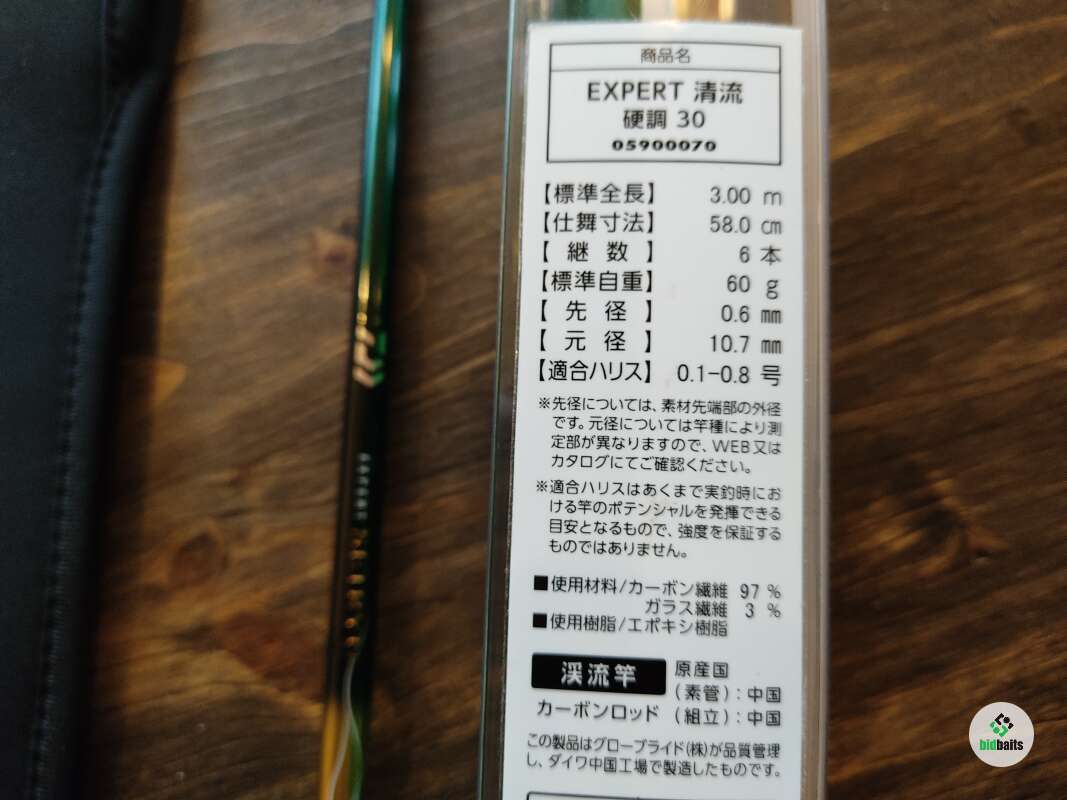 商品名
EXPERT 清流
硬調 30
05900070
【標準全長】 3.00 m
【仕舞寸法】 58.0 cm
【継数】 6 本
【標準自重】 60 g
【先径】 0.6 mm
【元径】 10.7 mm
【適合ハリス】 0.1-0.8 号
※先径については、素材先端部の外径
です。元径については竿種により測
定部が異なりますので、WEB又は
カタログにてご確認ください。
※適合ハリスはあくまで実釣時にお
ける竿のポテンシャルを発揮できる
目安となるもので、強度を保証する
ものではありません。
■使用材料/カーボン繊維 97 %
ガラス繊維 3 %
■使用樹脂/エポキシ樹脂
渓流竿 原産国
(素管):中国
カーボンロッド (組立):中国
この製品はグローブライド(株)が品質管理
し、ダイワ中国工場で製造したものです。
bidbaits